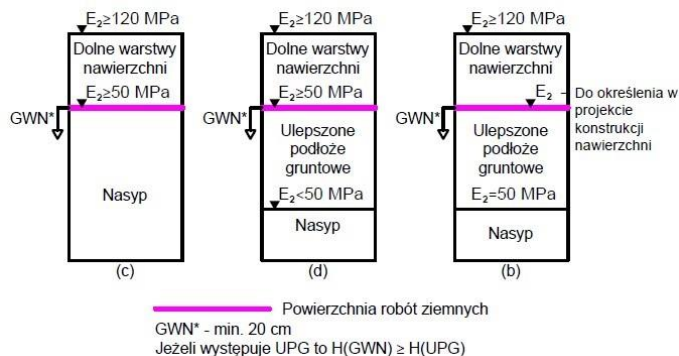 E₂≥120 MPa
Dolne warstwy
nawierzchni
E₂≥50 MPa
GWN*
Nasyp
(c)
E₂≥120 MPa
Dolne warstwy
nawierzchni
E₂≥50 MPa
GWN*
Ulepszone
podłoże
gruntowe
E₂<50 MPa
Nasyp
(d)
E₂≥120 MPa
Dolne warstwy
nawierzchni
E₂ - Do określenia w
projekcie
konstrukcji
nawierzchni
GWN*
Ulepszone
podłoże
gruntowe
E₂=50 MPa
Nasyp
(b)
Powierzchnia robót ziemnych
GWN* - min. 20 cm
Jeżeli występuje UPG to H(GWN) ≥ H(UPG)